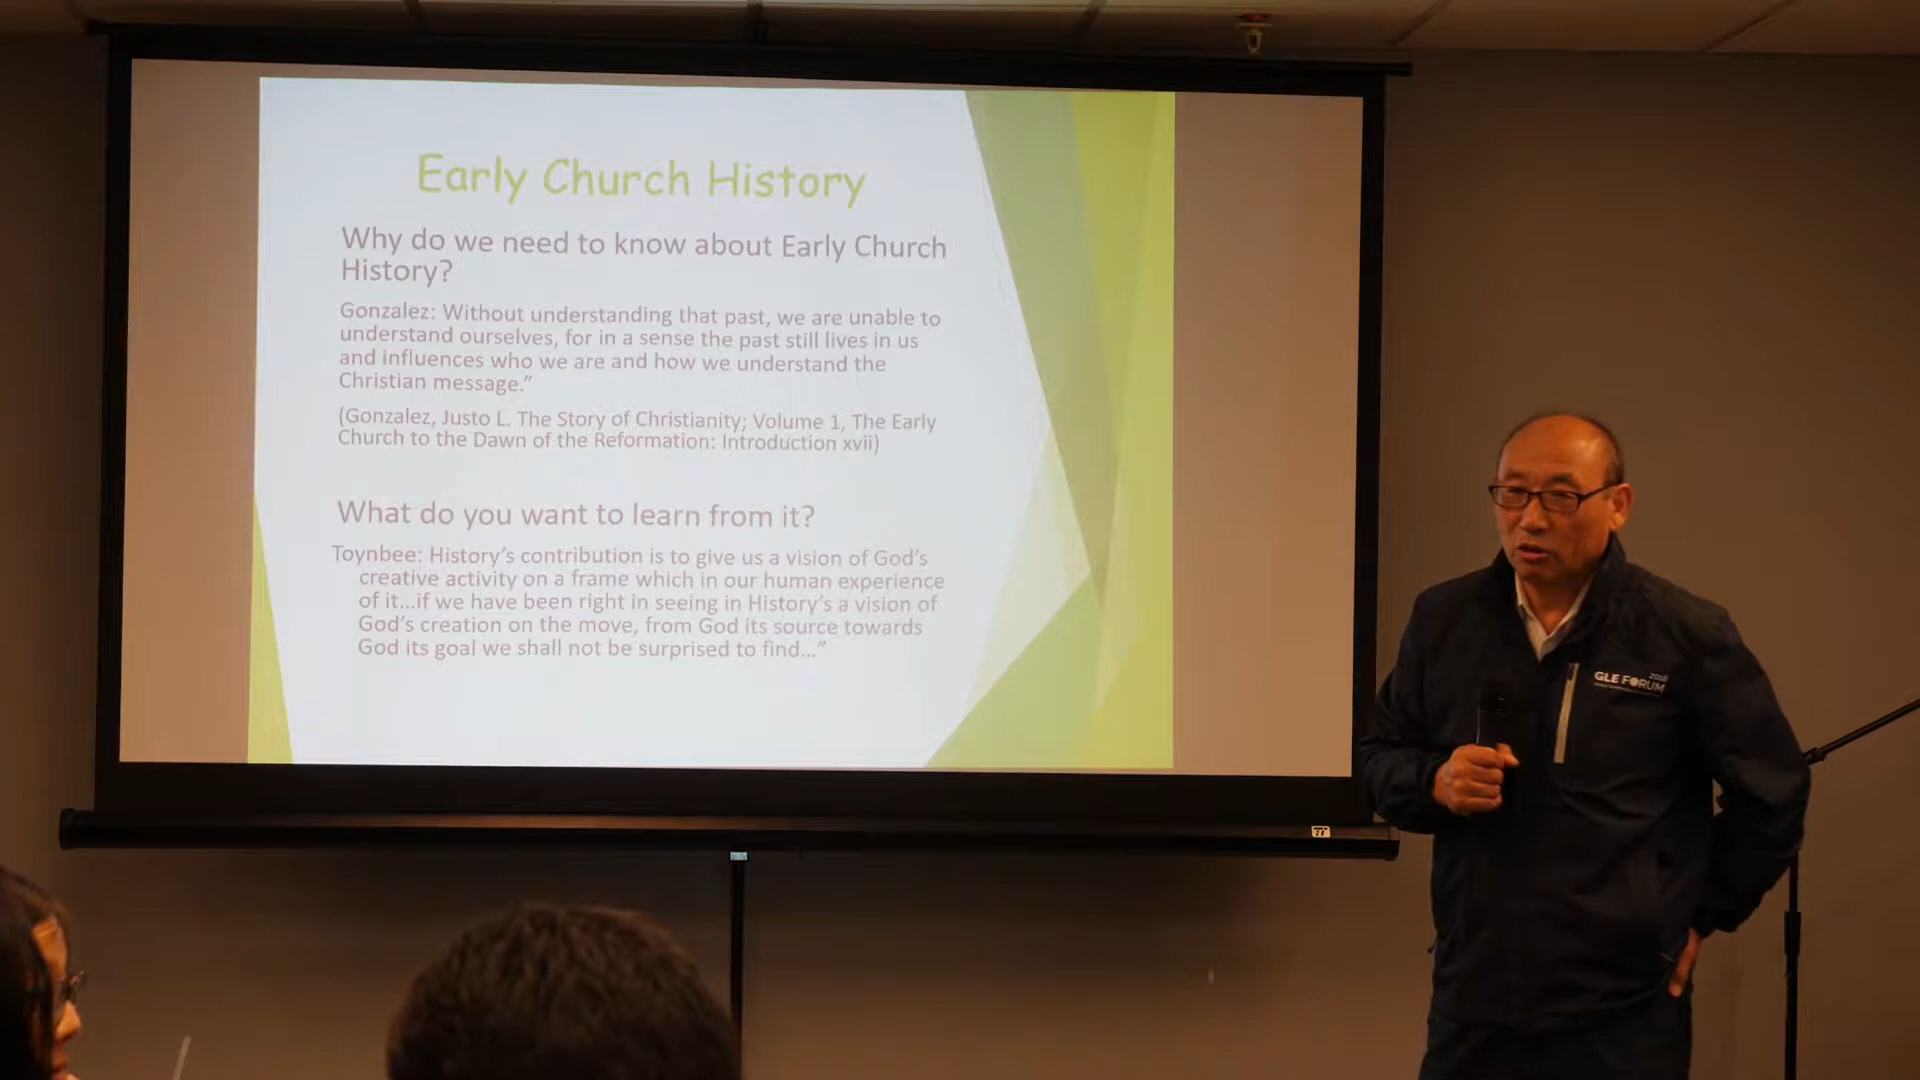 Early Church History
Why do we need to know about Early Church
History?
Gonzalez: Without understanding that past, we are unable to
understand ourselves, for in a sense the past still lives in us
and influences who we are and how we understand the
Christian message.”
(Gonzalez, Justo L. The Story of Christianity; Volume 1, The Early
Church to the Dawn of the Reformation: Introduction xvii)
What do you want to learn from it?
Toynbee: History’s contribution is to give us a vision of God’s
creative activity on a frame which in our human experience
of it…if we have been right in seeing in History’s a vision of
God’s creation on the move, from God its source towards
God its goal we shall not be surprised to find…”
2018
GLE FORUM